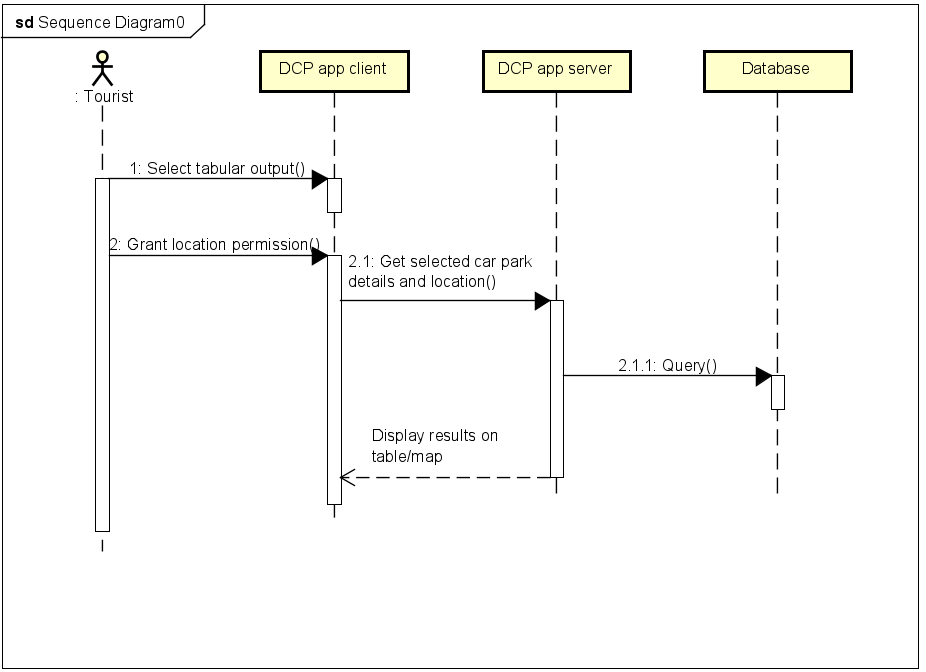 sd Sequence Diagram0
: Tourist
DCP app client
DCP app server
Database
1: Select tabular output()
2: Grant location permission()
2.1: Get selected car park
details and location()
2.1.1: Query()
Display results on
table/map